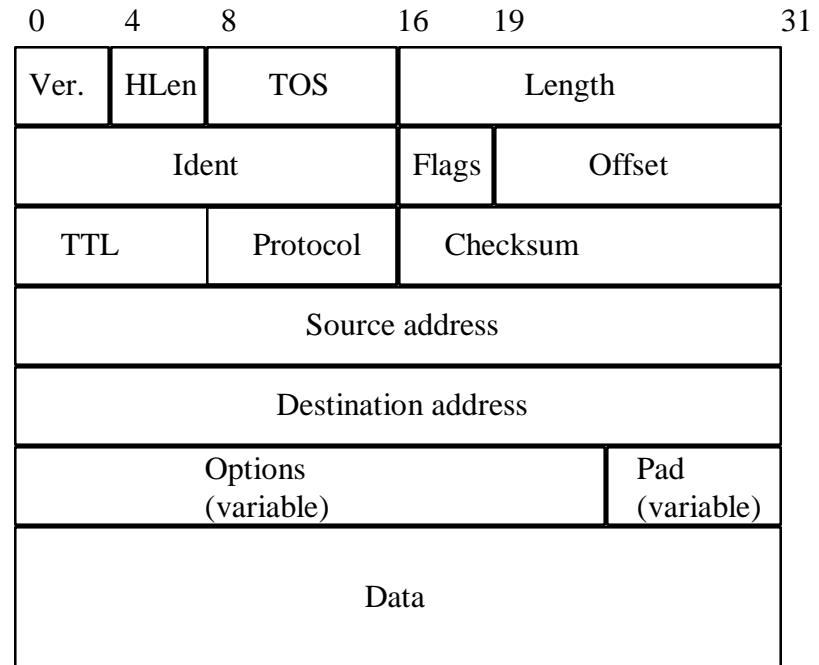 0 4 8 16 19 31
Ver. HLen TOS Length
Ident Flags Offset
TTL Protocol Checksum
Source address
Destination address
Options Pad
(variable) (variable)
Data